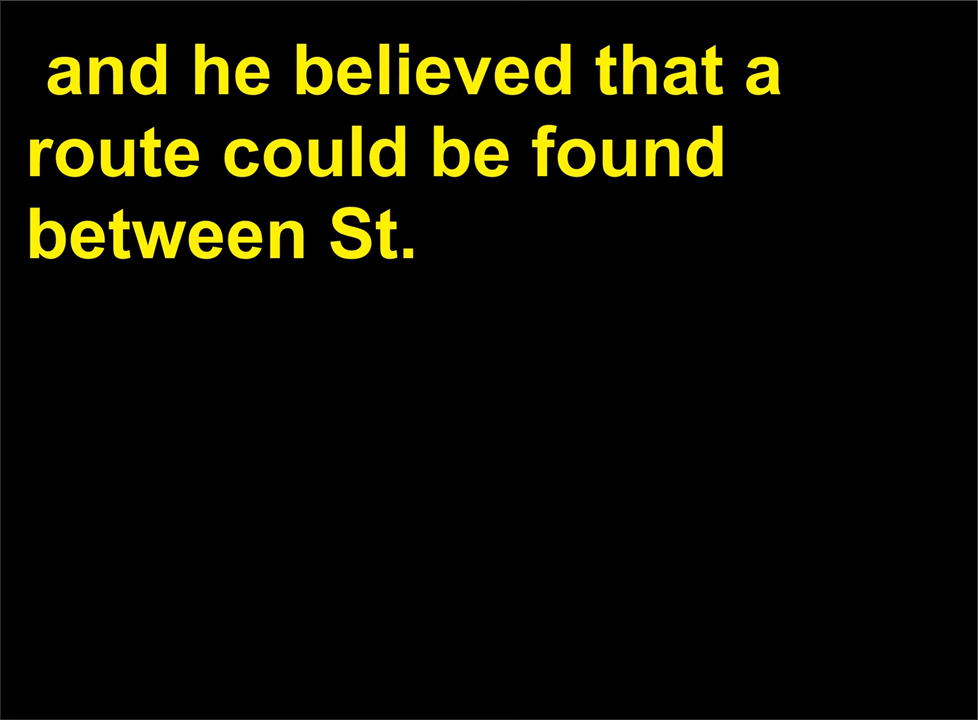 and he believed that a
route could be found
between St.